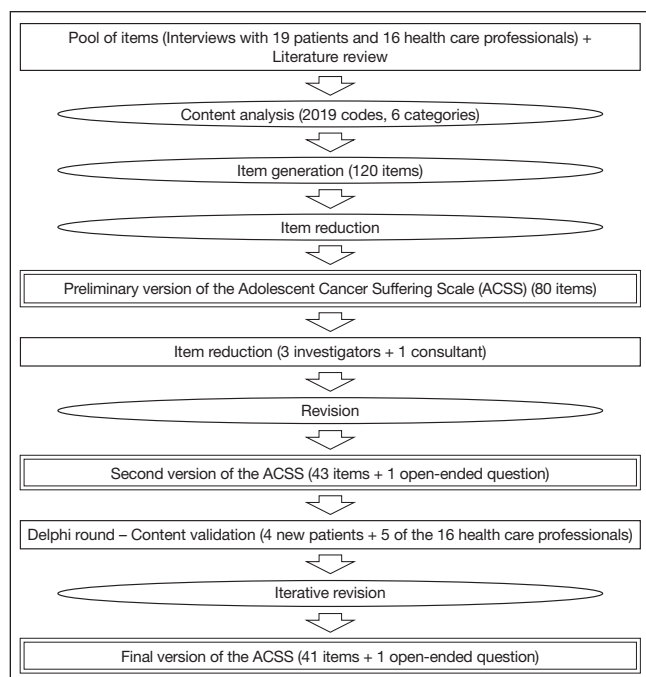 Pool of items (Interviews with 19 patients and 16 health care professionals) +
Literature review
Content analysis (2019 codes, 6 categories)
Item generation (120 items)
Item reduction
Preliminary version of the Adolescent Cancer Suffering Scale (ACSS) (80 items)
Item reduction (3 investigators + 1 consultant)
Revision
Second version of the ACSS (43 items + 1 open-ended question)
Delphi round – Content validation (4 new patients + 5 of the 16 health care professionals)
Iterative revision
Final version of the ACSS (41 items + 1 open-ended question)